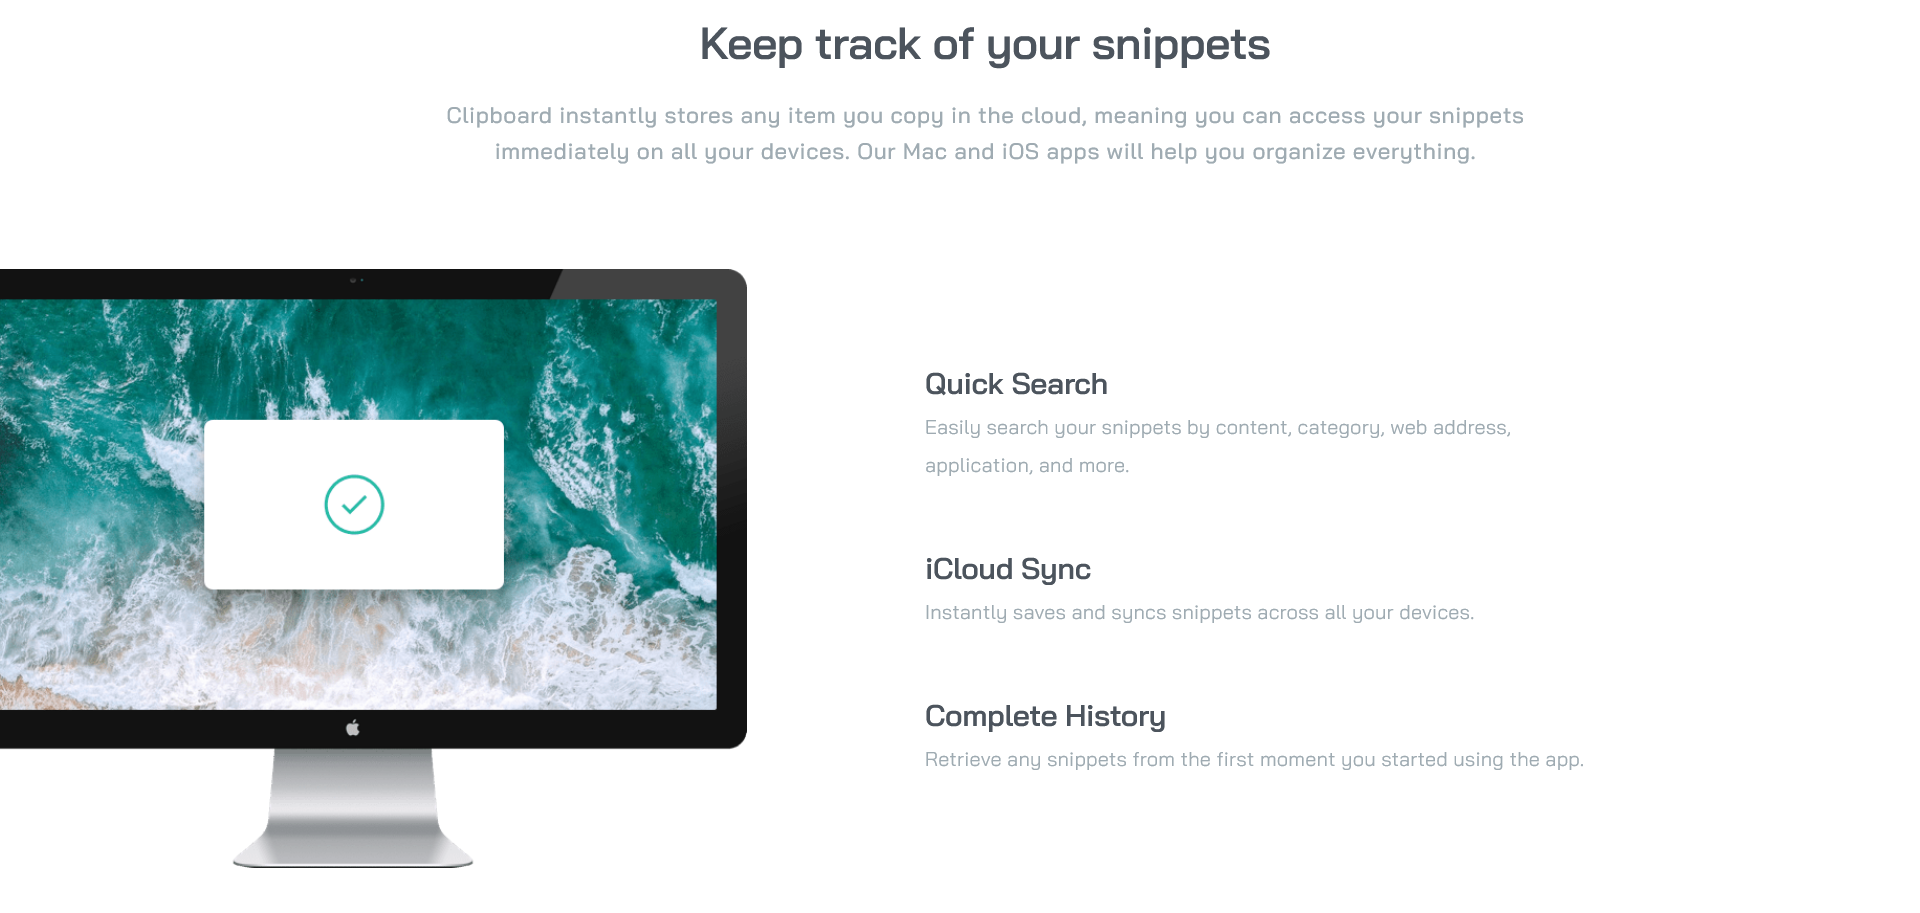 Keep track of your snippets
Clipboard instantly stores any item you copy in the cloud, meaning you can access your snippets
immediately on all your devices. Our Mac and iOS apps will help you organize everything.
Quick Search
Easily search your snippets by content, category, web address,
application, and more.
iCloud Sync
Instantly saves and syncs snippets across all your devices.
Complete History
Retrieve any snippets from the first moment you started using the app.